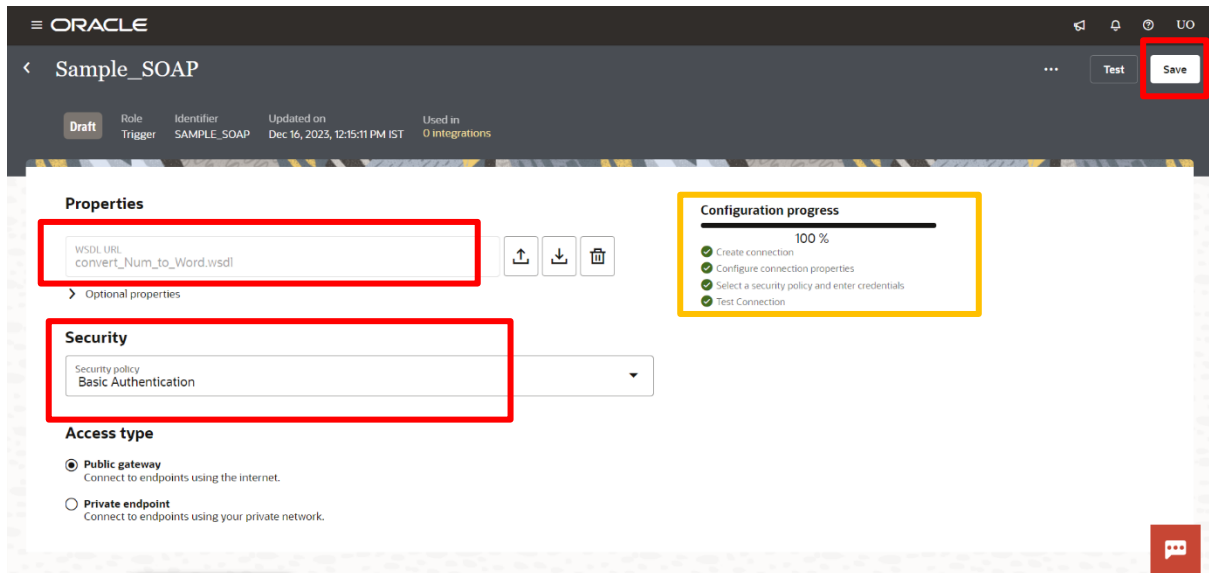 ORACLE
UO
Sample_SOAP
Test
Save
Draft
Role
Trigger
Identifier
SAMPLE_SOAP
Updated on
Dec 16, 2023, 12:15:11 PM IST
Used in
0 integrations
Properties
WSDL URL
convert_Num_to_Word.wsdl
Optional properties
Configuration progress
100 %
Create connection
Configure connection properties
Select a security policy and enter credentials
Test Connection
Security
Security policy
Basic Authentication
Access type
Public gateway
Connect to endpoints using the internet.
Private endpoint
Connect to endpoints using your private network.